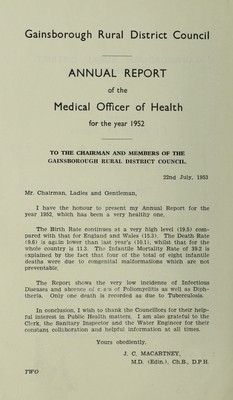 Gainsborough Rural District Council
ANNUAL REPORT
of the
Medical Officer of Health
for the year 1952
TO THE CHAIRMAN AND MEMBERS OF THE
GAINSBOROUGH RURAL DISTRICT COUNCIL.
22nd July, 1953
Mr. Chairman, Ladies and Gentleman,
I have the honour to present my Annual Report for the
year 1952, which has been a very healthy one.
The Birth Rate continues at a very high level (19.5) com-
pared with that for England and Wales (15.3). The Death Rate
(9.6) is again lower than last year's (10.1), whilst that for the
whole country is 11.3. The Infantile Mortality Rate of 39.2 is
explained by the fact that four of the total of eight infantile
deaths were due to congenital malformations which are not
preventable.
The Report shows the very low incidence of Infectious
Diseases and absence of Poliomyelitis as well as Diph-
theria. Only one death is recorded as due to Tuberculosis.
In conclusion, I wish to thank the Councillors for their help-
ful interest in Public Health matters. I am also grateful to the
Clerk, the Sanitary Inspector and the Water Engineer for their
constant collaboration and helpful information at all times.
Yours obediently,
J. C. MACARTNEY,
M.D. (Edin.), Ch.B., D.P.H.
TWO